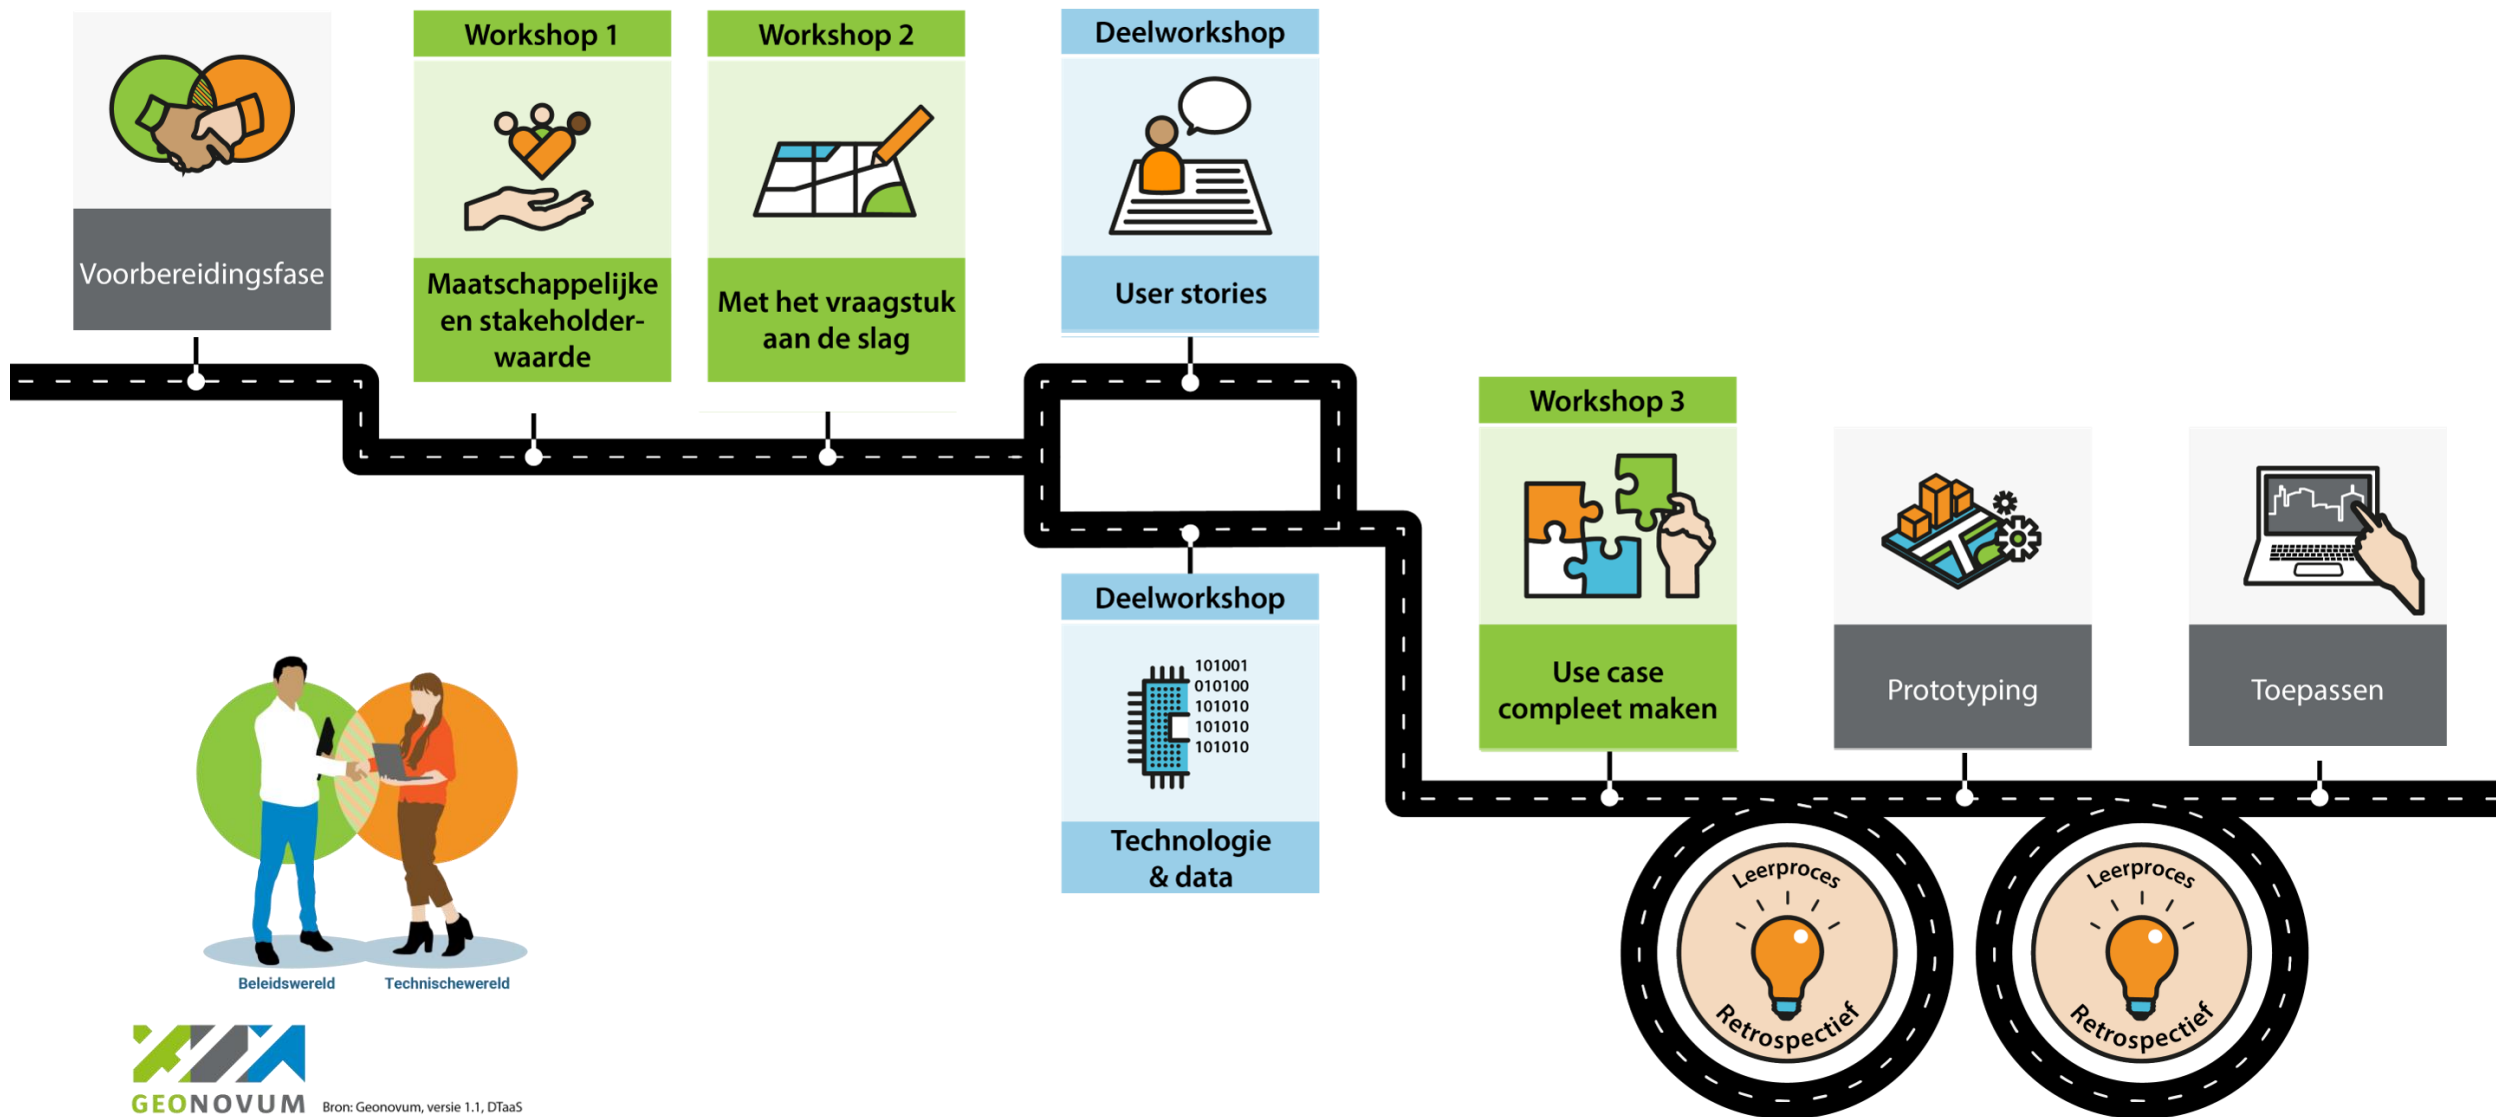 Voorbereidingsfase
Workshop 1
Maatschappelijke
en stakeholder-
waarde
Workshop 2
Met het vraagstuk
aan de slag
Deelworkshop
User stories
Deelworkshop
101001
010100
101010
101010
101010
Technologie
& data
Workshop 3
Use case
compleet maken
Prototyping
Toepassen
Leerproces
Retrospectief
Leerproces
Retrospectief
Beleidswereld
Technischewereld
GEONOVUM
Bron: Geonovum, versie 1.1, DTaaS